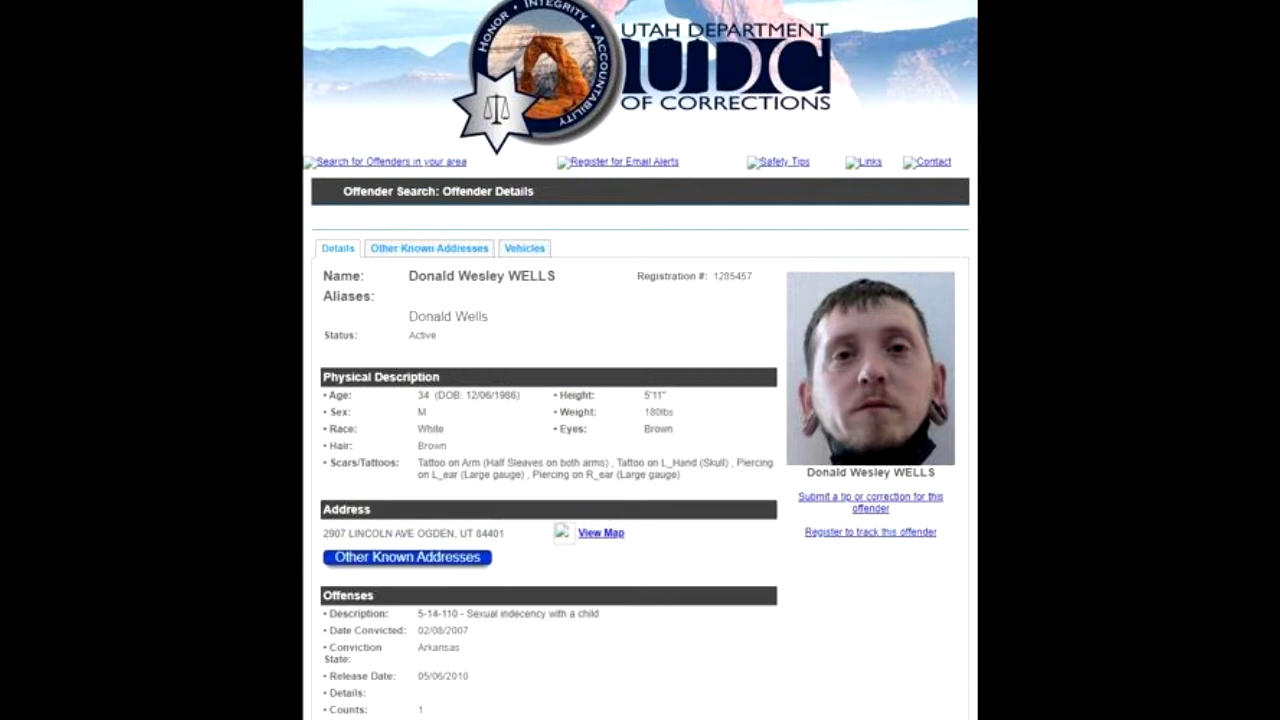 HONOR • INTEGRITY • ACCOUNTABILITY
UTAH DEPARTMENT
UDC
OF CORRECTIONS
Search for Offenders in your area
Register for Email Alerts
Safety Tips
Links
Contact
Offender Search: Offender Details
Details
Other Known Addresses
Vehicles
Name: Donald Wesley WELLS
Registration #: 1285457
Aliases:
Donald Wells
Status: Active
Physical Description
• Age: 34 (DOB: 12/06/1986) • Height: 5'11"
• Sex: M • Weight: 180lbs
• Race: White • Eyes: Brown
• Hair: Brown
• Scars/Tattoos: Tattoo on Arm (Half Sleaves on both arms) , Tattoo on L_Hand (Skull) , Piercing
on L_ear (Large gauge) , Piercing on R_ear (Large gauge)
Donald Wesley WELLS
Submit a tip or correction for this
offender
Register to track this offender
Address
2907 LINCOLN AVE OGDEN, UT 84401
View Map
Other Known Addresses
Offenses
• Description: 5-14-110 - Sexual indecency with a child
• Date Convicted: 02/08/2007
• Conviction Arkansas
State:
• Release Date: 05/06/2010
• Details:
• Counts: 1